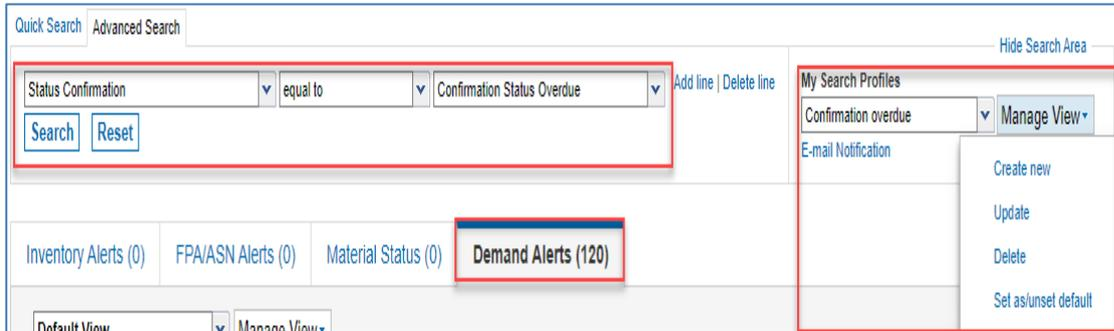 Quick Search Advanced Search
Hide Search Area
Status Confirmation equal to Confirmation Status Overdue Add line | Delete line
Search Reset
My Search Profiles
Confirmation overdue Manage View
E-mail Notification
Create new
Update
Delete
Set as/unset default
Inventory Alerts (0) FPA/ASN Alerts (0) Material Status (0) Demand Alerts (120)
Default View Manage View